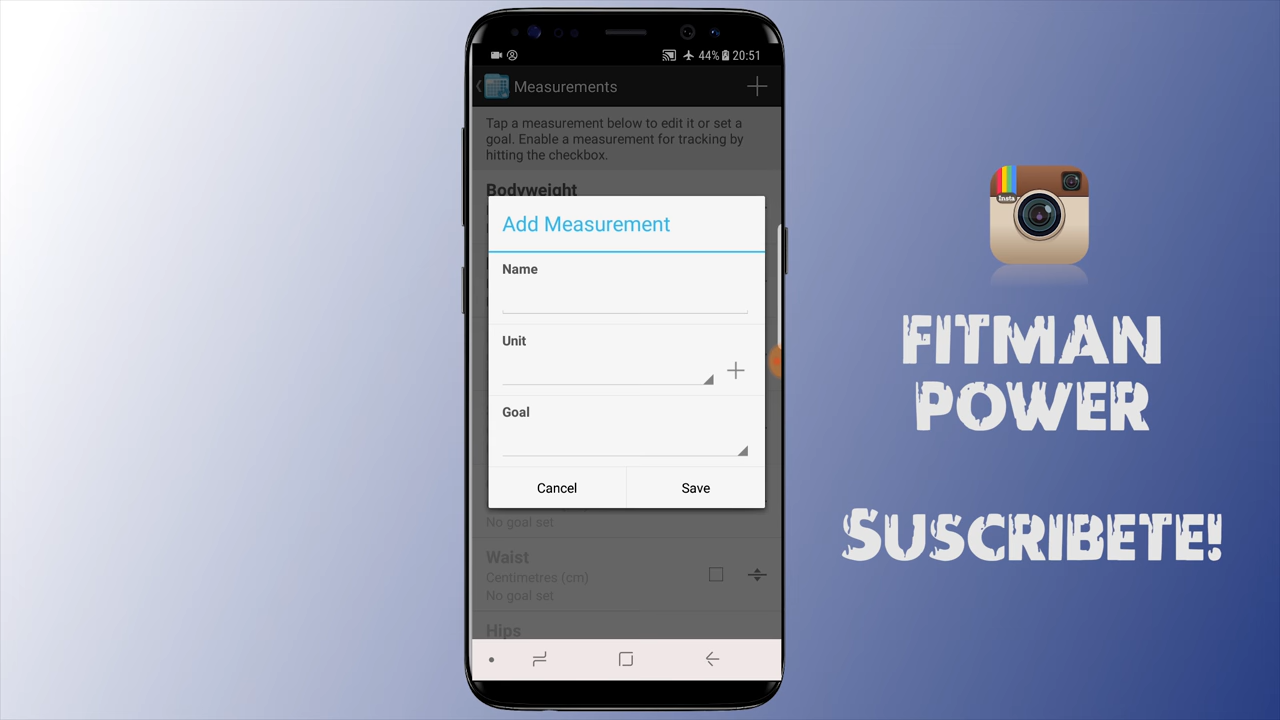 44% 20:51
Measurements
Tap a measurement below to edit it or set a
goal. Enable a measurement for tracking by
hitting the checkbox.
Bodyweight
Add Measurement
Name
Unit
Goal
Cancel
Save
No goal set
Waist
Centimetres (cm)
No goal set
Hips
Insta
FITMAN
POWER
SUSCRIBETE!